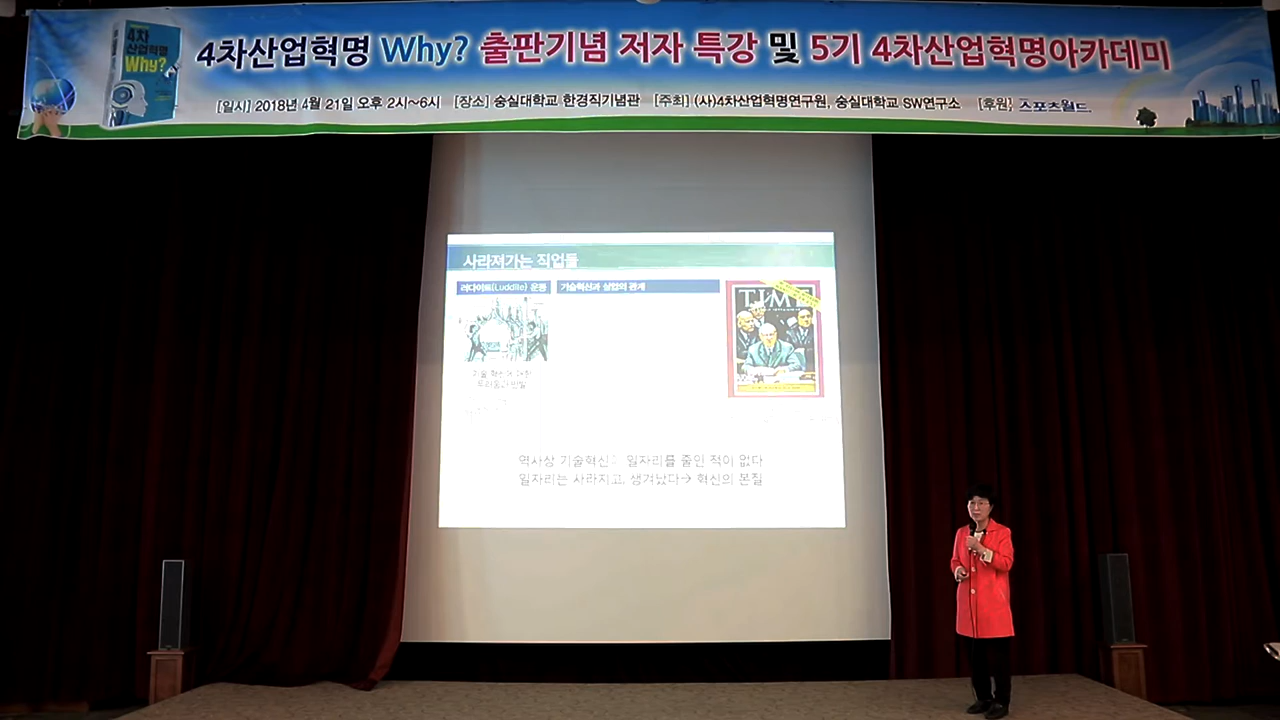 4차산업혁명 Why? 출판기념 저자 특강 및 5기 4차산업혁명아카데미
4차
산업혁명
Why?
[일시] 2018년 4월 21일 오후 2시~6시 [장소] 숭실대학교 한경직기념관 [주최] (사)4차산업혁명연구원, 숭실대학교 SW연구소 [후원] 스포츠월드.
사라져가는 직업들
러다이트(Luddite) 운동
기술혁신과 실업의 관계
TIME
기술 혁신에 대한
역사상 기술혁신 일자리를 줄인 적이 없다
일자리는 사라지고, 생겨났다→ 혁신의 본질